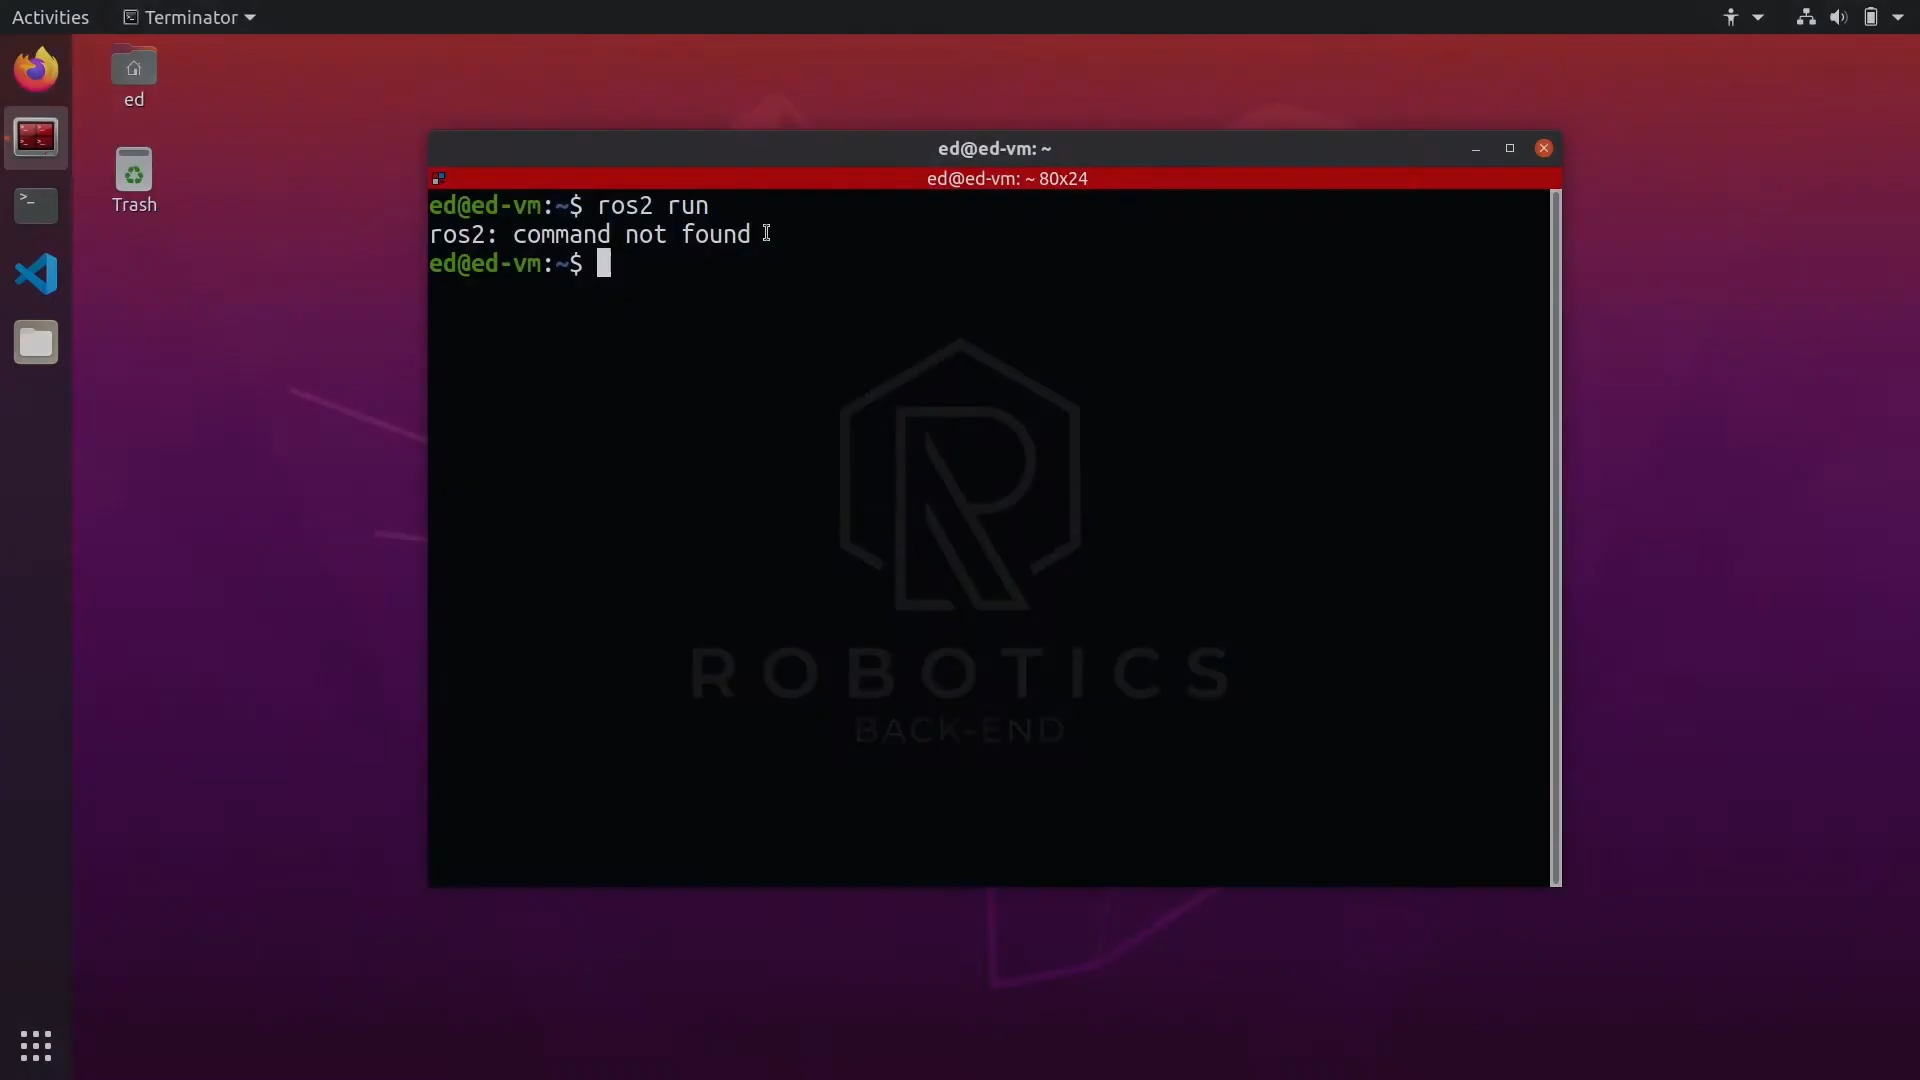 Activities
Terminator
ed
Trash
ed@ed-vm: ~
ed@ed-vm: ~ 80x24
ed@ed-vm:~$ ros2 run
ros2: command not found
ed@ed-vm:~$
ROBOTICS
BACK-END